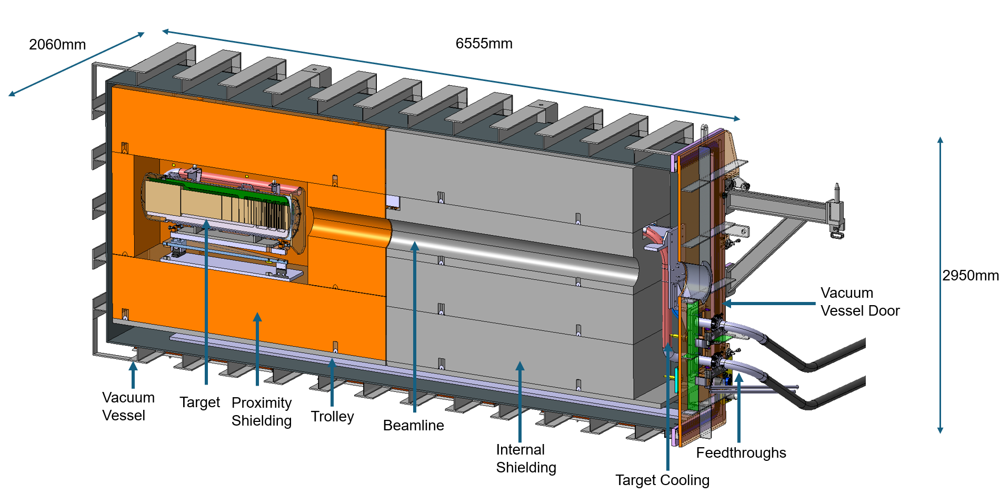 2060mm
6555mm
2950mm
Vacuum
Vessel Door
Vacuum
Vessel
Target
Proximity
Shielding
Trolley
Beamline
Internal
Shielding
Target Cooling
Feedthroughs